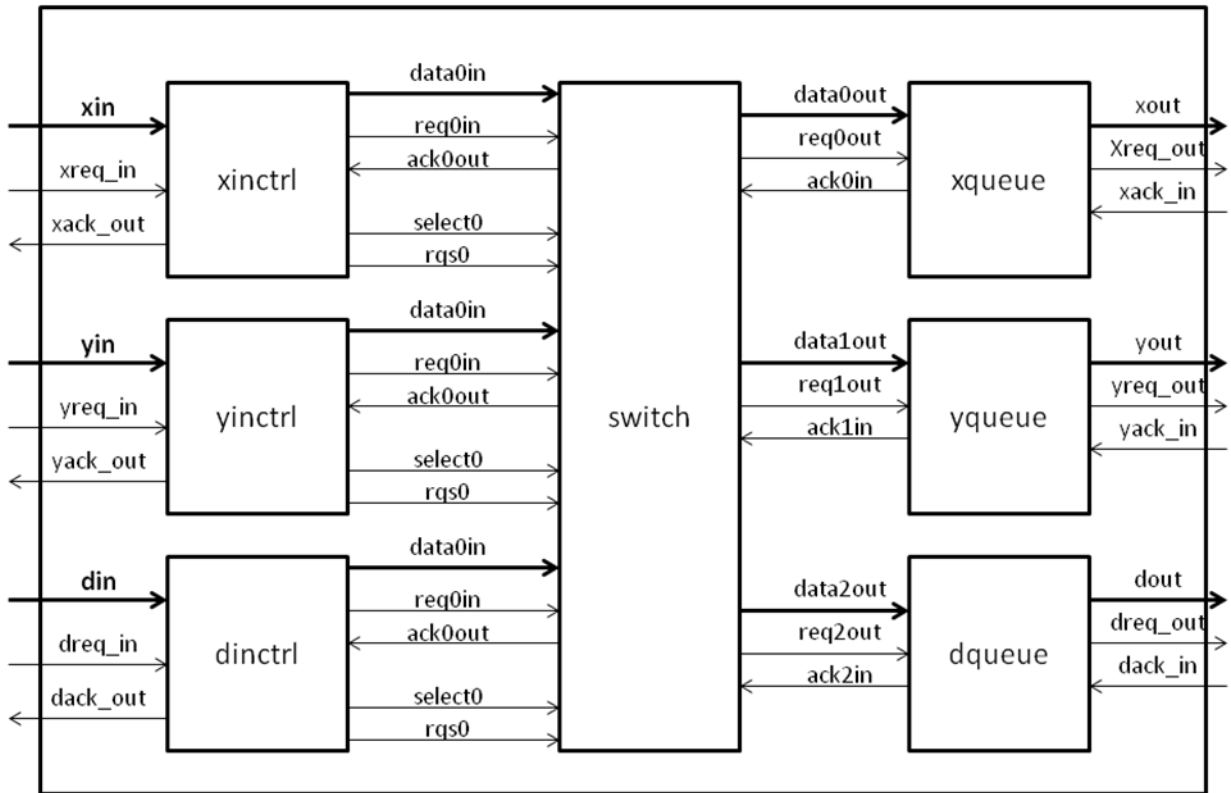 data0in
xin
req0in
xreq_in
ack0out
xinctrl
xack_out
select0
rqs0
data0out
req0out
ack0in
xqueue
xout
Xreq_out
xack_in
data0in
yin
req0in
yreq_in
ack0out
yinctrl
yack_out
select0
rqs0
switch
data1out
req1out
ack1in
yqueue
yout
yreq_out
yack_in
data0in
din
req0in
dreq_in
ack0out
dinctrl
dack_out
select0
rqs0
data2out
req2out
ack2in
dqueue
dout
dreq_out
dack_in